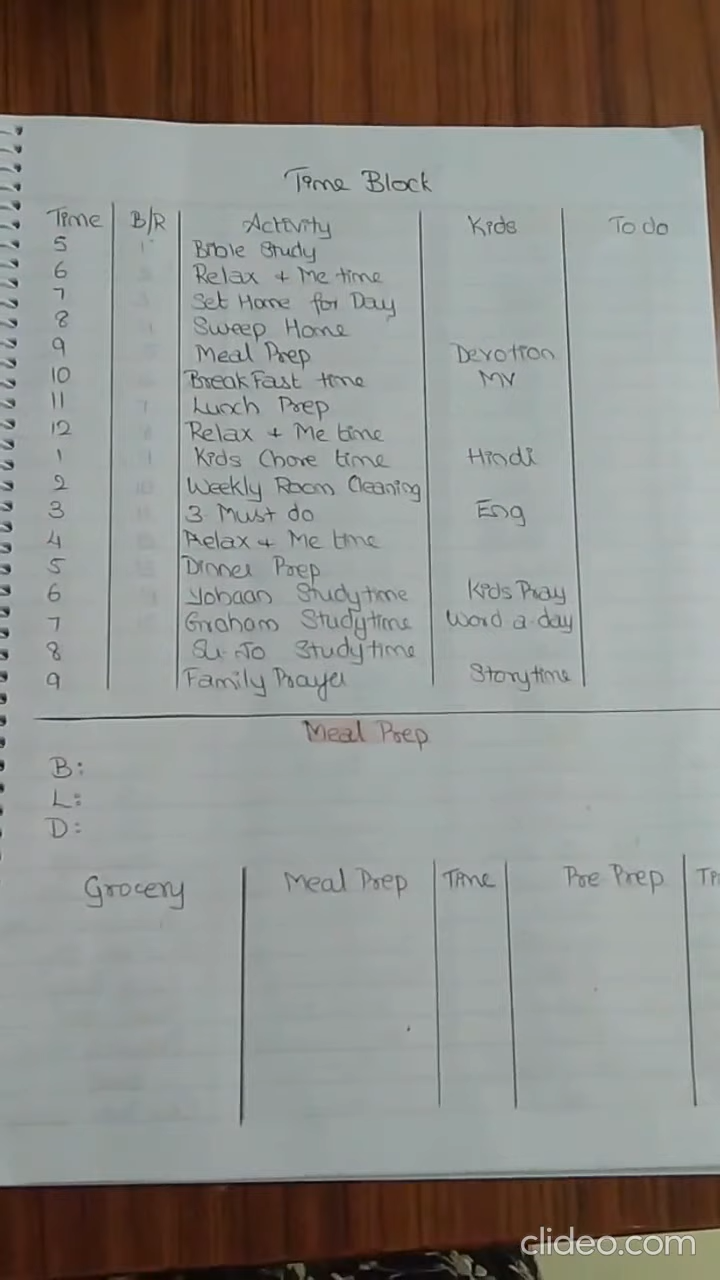 Time Block
Time B/R Activity Kids To do
5 Bible Study
6 Relax + Me time
7 Set Home for Day
8 Sweep Home
9 Meal Prep Devotion
10 BreakFast time MV
11 Lunch Prep
12 Relax + Me time
1 Kids Chore time Hindi
2 Weekly Room Cleaning
3 3 Must do Eng
4 Relax + Me time
5 Dinner Prep
6 Yohaan Study time Kids Pray
7 Graham Study time Word a day
8 Su-Jo Study time
9 Family Prayer Storytime
Meal Prep
B:
L:
D:
Grocery Meal Prep Time Pre Prep
clideo.com